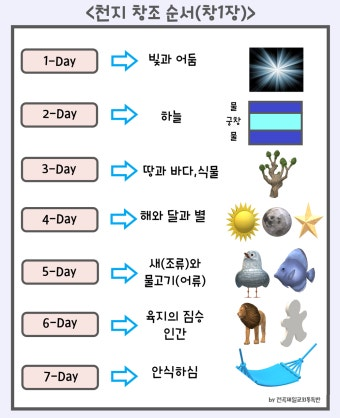 <천지 창조 순서(창1장)>
1-Day
빛과 어둠
2-Day
하늘
물
궁창
물
3-Day
땅과 바다,식물
4-Day
해와 달과 별
5-Day
새(조류)와
물고기(어류)
6-Day
육지의 짐승
인간
7-Day
안식하심